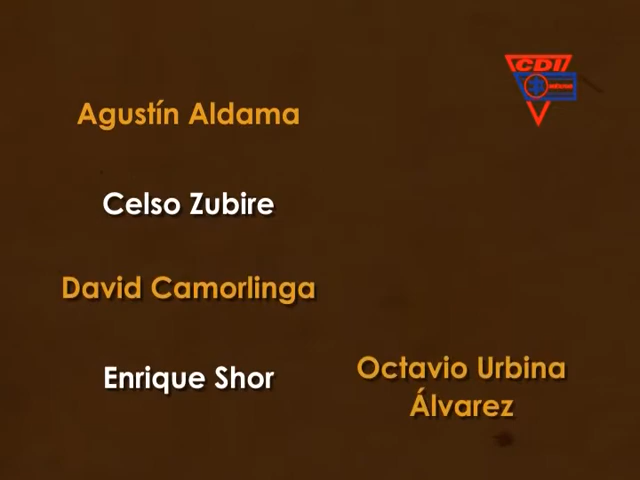 CDI
Agustín Aldama
Celso Zubire
David Camorlinga
Enrique Shor
Octavio Urbina
Álvarez